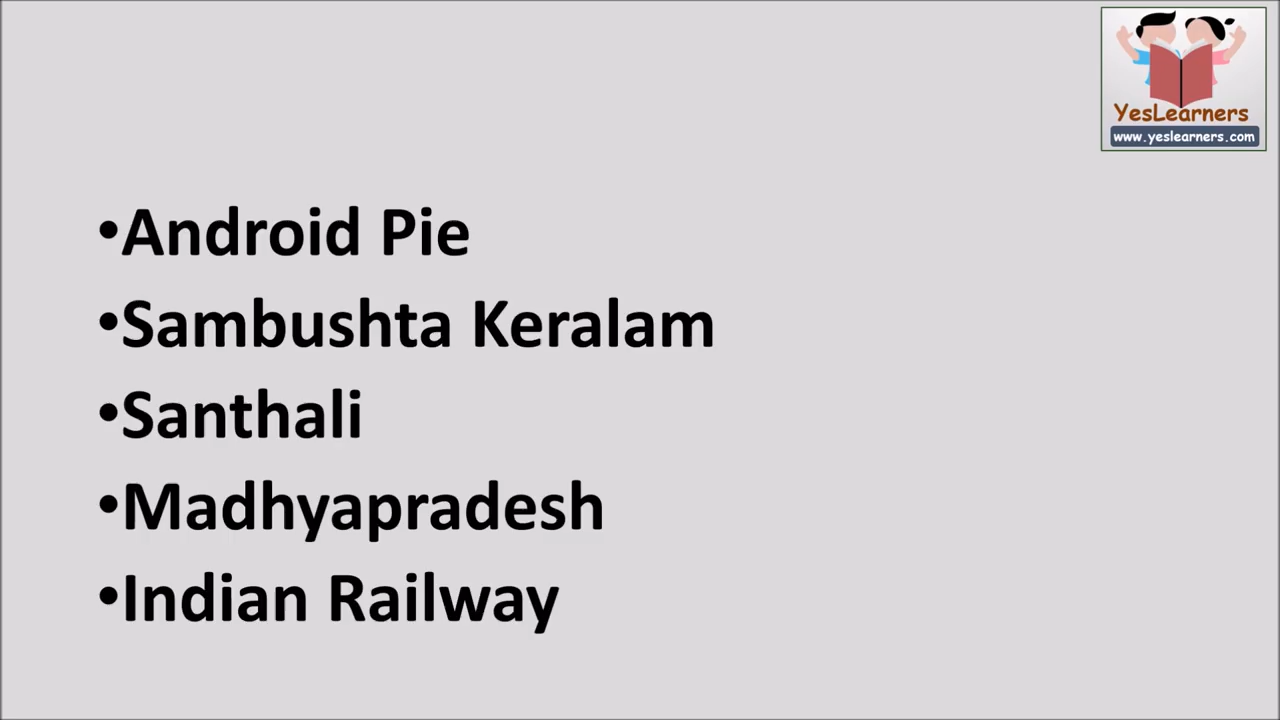 YesLearners
www.yeslearners.com
•Android Pie
•Sambushta Keralam
•Santhali
•Madhyapradesh
•Indian Railway